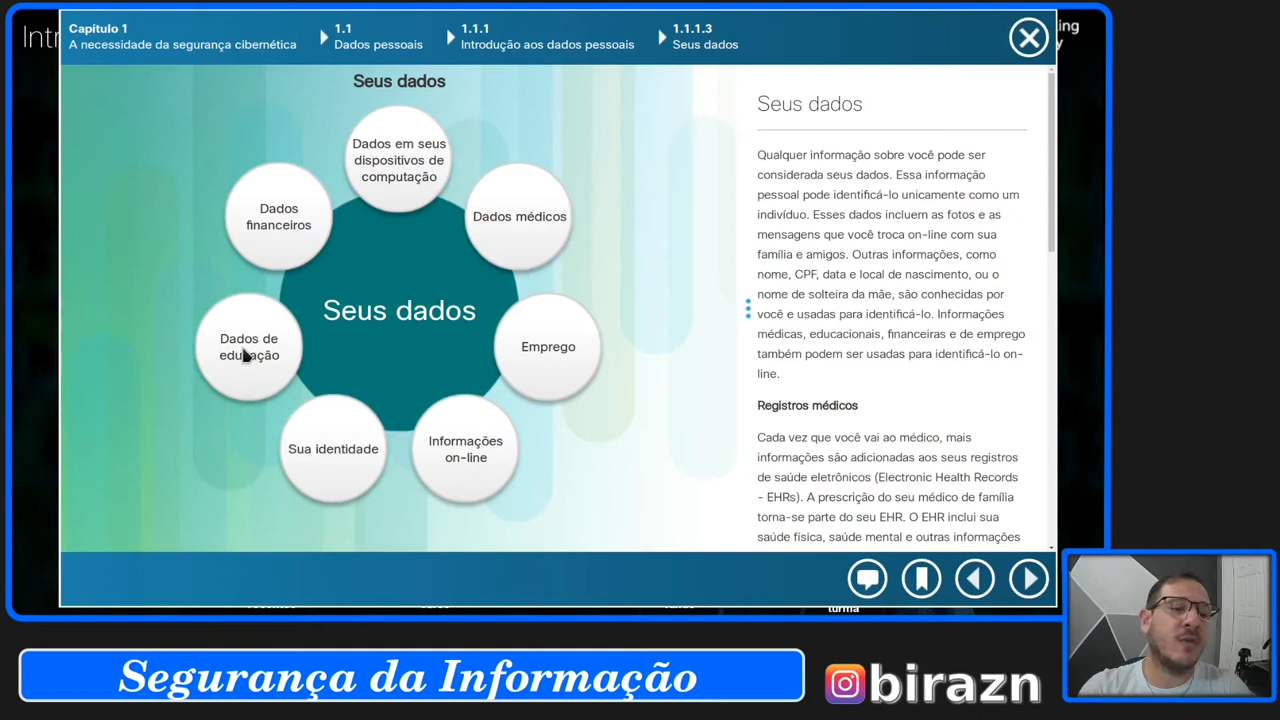 Intr
king
y
Capítulo 1
A necessidade da segurança cibernética
1.1
Dados pessoais
1.1.1
Introdução aos dados pessoais
1.1.1.3
Seus dados
Seus dados
Dados em seus
dispositivos de
computação
Dados
financeiros
Dados médicos
Seus dados
Dados de
educação
Emprego
Sua identidade
Informações
on-line
Seus dados
Qualquer informação sobre você pode ser
considerada seus dados. Essa informação
pessoal pode identificá-lo unicamente como um
indivíduo. Esses dados incluem as fotos e as
mensagens que você troca on-line com sua
família e amigos. Outras informações, como
nome, CPF, data e local de nascimento, ou o
nome de solteira da mãe, são conhecidas por
você e usadas para identificá-lo. Informações
médicas, educacionais, financeiras e de emprego
também podem ser usadas para identificá-lo on-
line.
Registros médicos
Cada vez que você vai ao médico, mais
informações são adicionadas aos seus registros
de saúde eletrônicos (Electronic Health Records
- EHRs). A prescrição do seu médico de família
torna-se parte do seu EHR. O EHR inclui sua
saúde física, saúde mental e outras informações
turma
Segurança da Informação
birazn